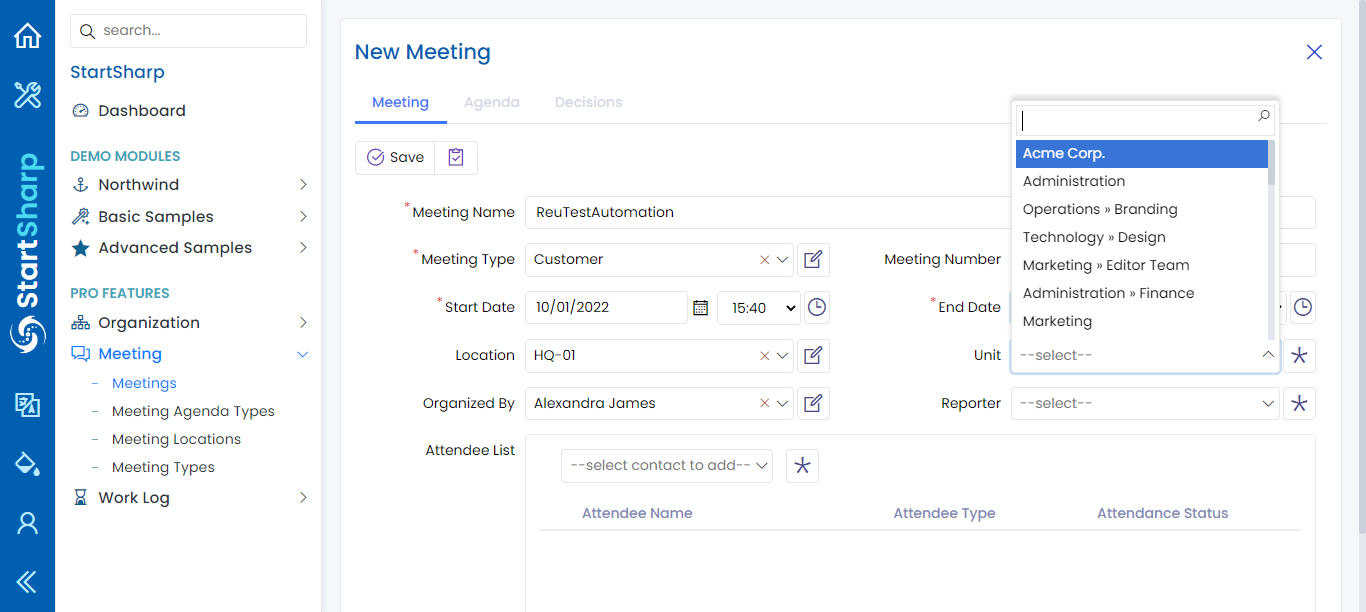 search...
StartSharp
Dashboard
DEMO MODULES
Northwind
Basic Samples
Advanced Samples
PRO FEATURES
Organization
Meeting
Meetings
Meeting Agenda Types
Meeting Locations
Meeting Types
Work Log
StartSharp
New Meeting
Meeting
Agenda
Decisions
Save
*Meeting Name
ReuTestAutomation
*Meeting Type
Customer
Meeting Number
*Start Date
10/01/2022
15:40
*End Date
Location
HQ-01
Unit
--select--
Organized By
Alexandra James
Reporter
--select--
Acme Corp.
Administration
Operations » Branding
Technology » Design
Marketing » Editor Team
Administration » Finance
Marketing
Attendee List
--select contact to add--
Attendee Name
Attendee Type
Attendance Status